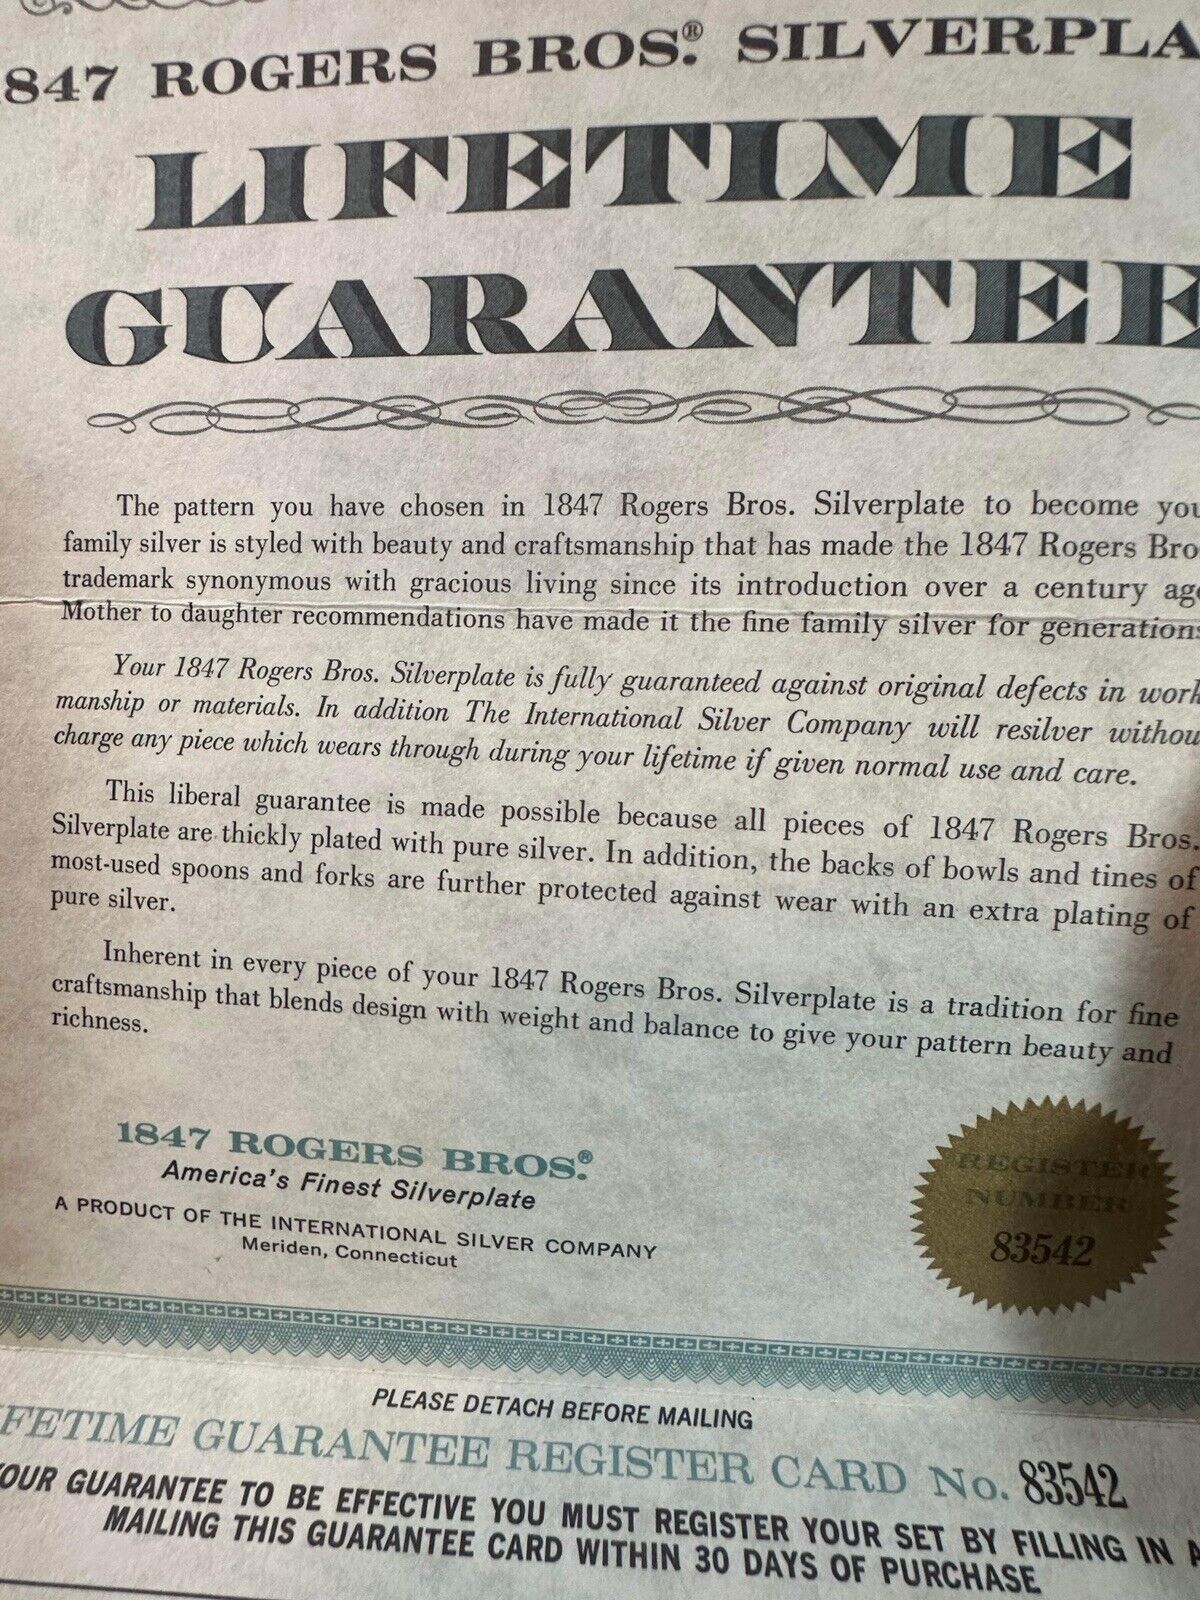 1847 ROGERS BROS.® SILVERPLA
LIFETIME
GUARANTEE
The pattern you have chosen in 1847 Rogers Bros. Silverplate to become you
family silver is styled with beauty and craftsmanship that has made the 1847 Rogers Bro
trademark synonymous with gracious living since its introduction over a century ag
Mother to daughter recommendations have made it the fine family silver for generations
Your 1847 Rogers Bros. Silverplate is fully guaranteed against original defects in work
manship or materials. In addition The International Silver Company will resilver withou
charge any piece which wears through during your lifetime if given normal use and care.
This liberal guarantee is made possible because all pieces of 1847 Rogers Bros.
Silverplate are thickly plated with pure silver. In addition, the backs of bowls and tines of
most-used spoons and forks are further protected against wear with an extra plating of
pure silver.
Inherent in every piece of your 1847 Rogers Bros. Silverplate is a tradition for fine
craftsmanship that blends design with weight and balance to give your pattern beauty and
richness.
1847 ROGERS BROS.®
America's Finest Silverplate
A PRODUCT OF THE INTERNATIONAL SILVER COMPANY
Meriden, Connecticut
REGISTER
NUMBER
83542
PLEASE DETACH BEFORE MAILING
IFETIME GUARANTEE REGISTER CARD No. 83542
YOUR GUARANTEE TO BE EFFECTIVE YOU MUST REGISTER YOUR SET BY FILLING IN A
MAILING THIS GUARANTEE CARD WITHIN 30 DAYS OF PURCHASE